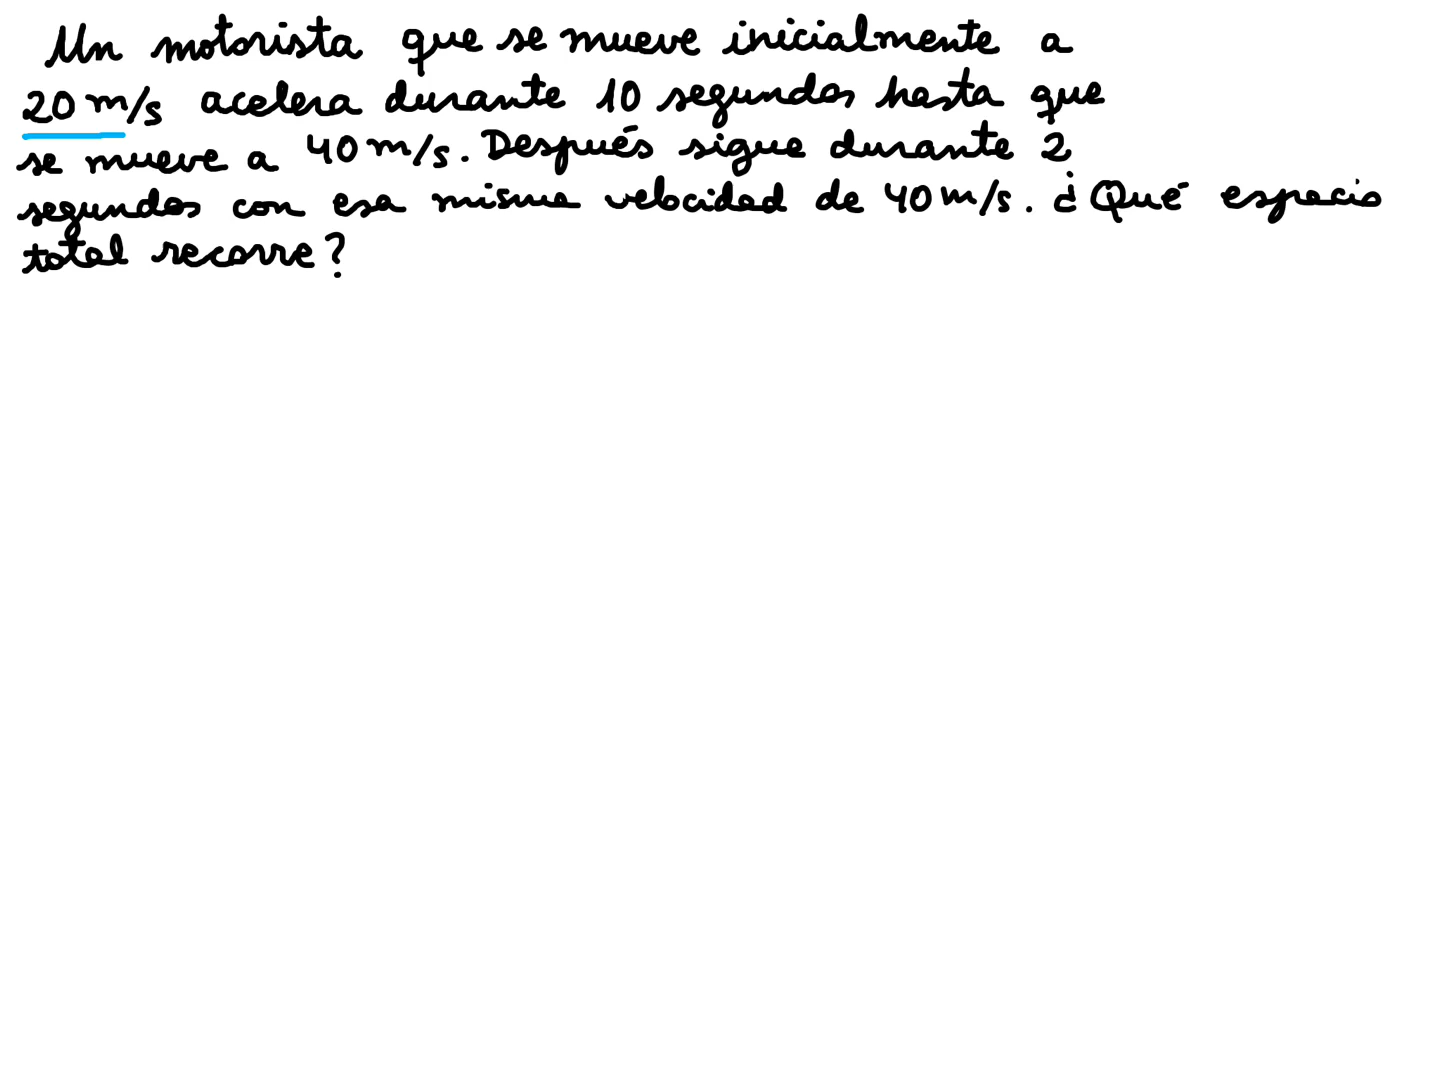 Un motorista que se mueve inicialmente a
20 m/s acelera durante 10 segundos hasta que
se mueve a 40 m/s. Después sigue durante 2
segundos con esa misma velocidad de 40 m/s. ¿Qué espacio
total recorre?